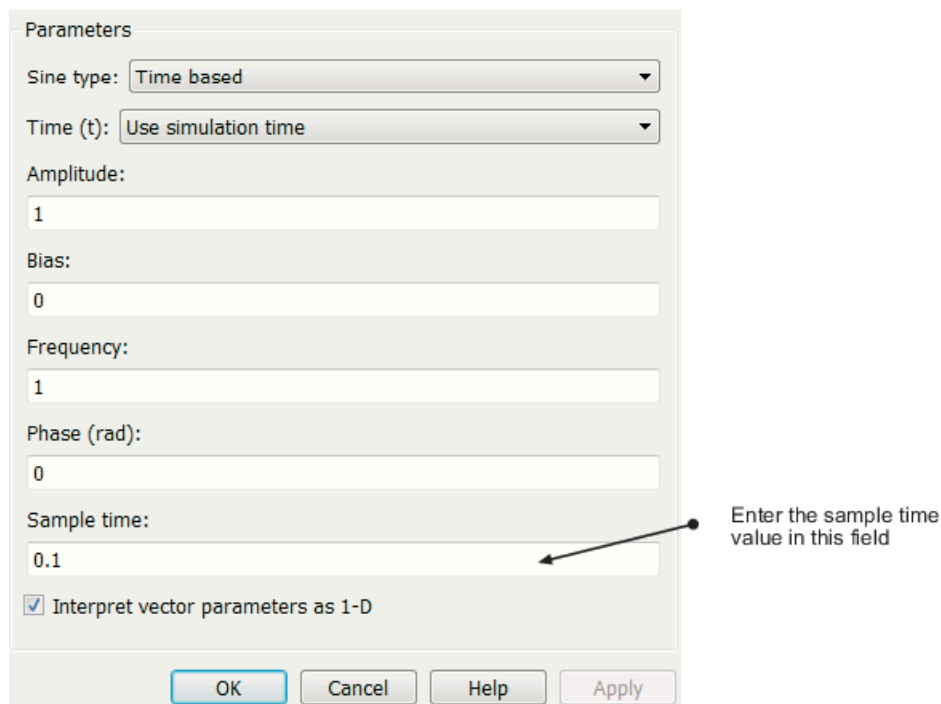 Parameters
Sine type: Time based
Time (t): Use simulation time
Amplitude:
1
Bias:
0
Frequency:
1
Phase (rad):
0
Sample time:
0.1
Enter the sample time
value in this field
Interpret vector parameters as 1-D
OK Cancel Help Apply